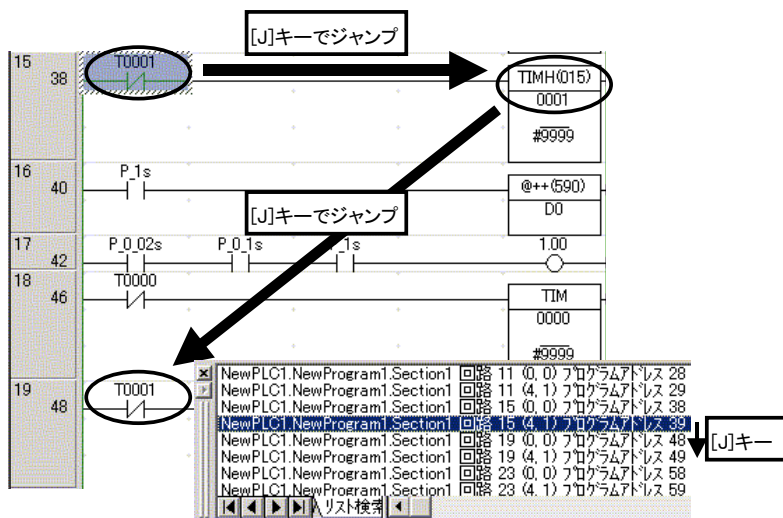 [J]キーでジャンプ
15
38
T0001
TIMH(015)
0001
#9999
16
40
P_1s
@++(590)
D0
[J]キーでジャンプ
17
42
P_0_02s
P_0_1s
_1s
1.00
18
46
T0000
TIM
0000
#9999
19
48
T0001
NewPLC1.NewProgram1.Section1 回路 11 (0, 0) プログラムアドレス 28
NewPLC1.NewProgram1.Section1 回路 11 (4, 1) プログラムアドレス 29
NewPLC1.NewProgram1.Section1 回路 15 (0, 0) プログラムアドレス 38
NewPLC1.NewProgram1.Section1 回路 15 (4, 1) プログラムアドレス 39
NewPLC1.NewProgram1.Section1 回路 19 (0, 0) プログラムアドレス 48
NewPLC1.NewProgram1.Section1 回路 19 (4, 1) プログラムアドレス 49
NewPLC1.NewProgram1.Section1 回路 23 (0, 0) プログラムアドレス 58
NewPLC1.NewProgram1.Section1 回路 23 (4, 1) プログラムアドレス 59
[J]キー
リスト検索